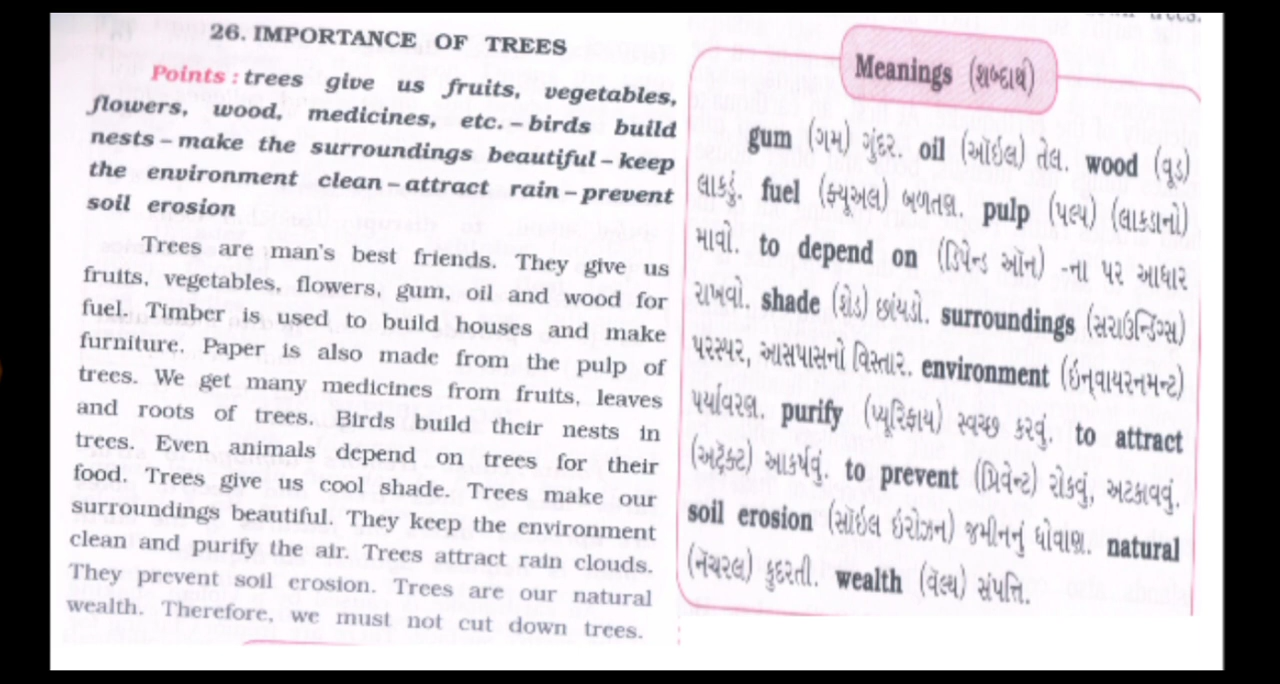 26. IMPORTANCE OF TREES
Points : trees give us fruits, vegetables,
flowers, wood, medicines, etc. – birds build
nests – make the surroundings beautiful – keep
the environment clean – attract rain – prevent
soil erosion
Trees are man's best friends. They give us
fruits, vegetables, flowers, gum, oil and wood for
fuel. Timber is used to build houses and make
furniture. Paper is also made from the pulp of
trees. We get many medicines from fruits, leaves
and roots of trees. Birds build their nests in
trees. Even animals depend on trees for their
food. Trees give us cool shade. Trees make our
surroundings beautiful. They keep the environment
clean and purify the air. Trees attract rain clouds.
They prevent soil erosion. Trees are our natural
wealth. Therefore, we must not cut down trees.
Meanings (શબ્દાર્થ)
gum (ગમ) ગુંદર. oil (ઑઇલ) તેલ. wood (વૂડ)
લાકડું. fuel (ફ્યૂઅલ) બળતણ. pulp (પલ્પ) (લાકડાનો)
માવો. to depend on (ડિપેન્ડ ઑન) -ના પર આધાર
રાખવો. shade (શેડ) છાંયડો. surroundings (સરાઉન્ડિંગ્સ)
પરસ્પર, આસપાસનો વિસ્તાર. environment (ઇન્‌વાયરનમન્ટ)
પર્યાવરણ. purify (પ્યૂરિફાય) સ્વચ્છ કરવું. to attract
(અટ્રૅક્ટ) આકર્ષવું. to prevent (પ્રિવેન્ટ) રોકવું, અટકાવવું.
soil erosion (સૉઇલ ઇરોઝન) જમીનનું ધોવાણ. natural
(નૅચરલ) કુદરતી. wealth (વૅલ્થ) સંપત્તિ.